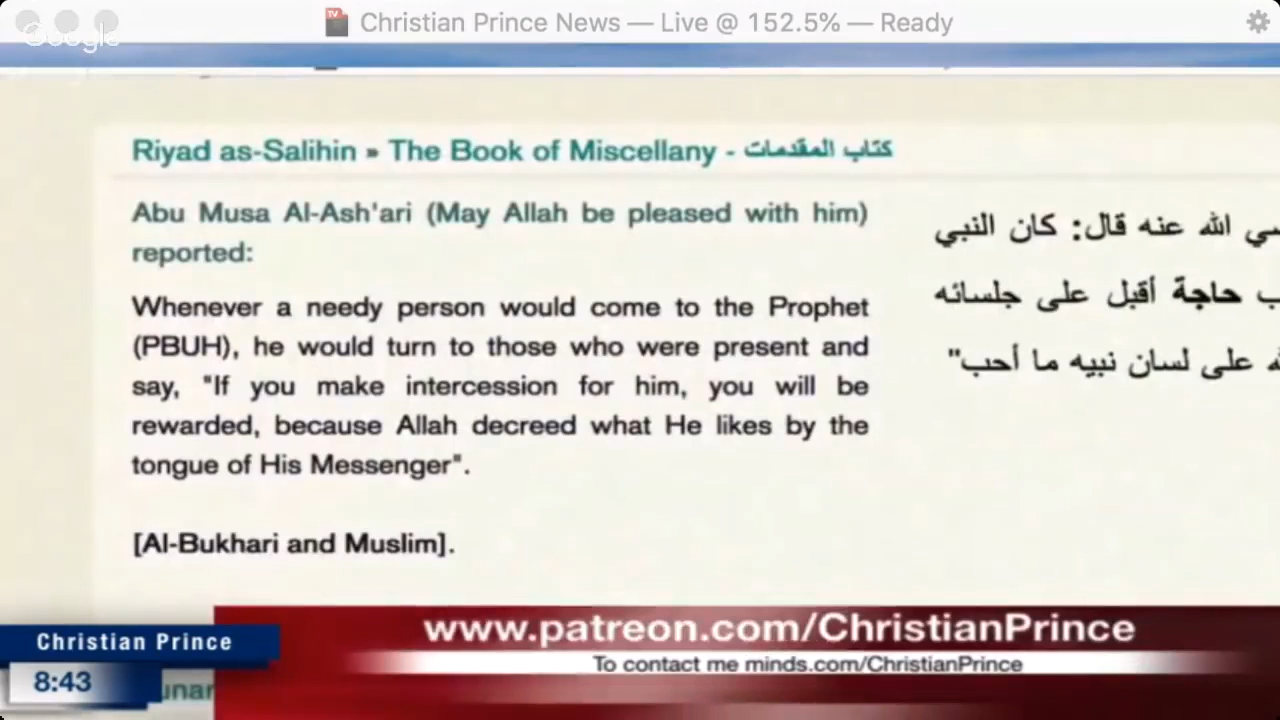 Christian Prince News — Live @ 152.5% — Ready
Google
Riyad as-Salihin » The Book of Miscellany - كتاب المقدمات
Abu Musa Al-Ash'ari (May Allah be pleased with him)
reported:
Whenever a needy person would come to the Prophet
(PBUH), he would turn to those who were present and
say, "If you make intercession for him, you will be
rewarded, because Allah decreed what He likes by the
tongue of His Messenger".
[Al-Bukhari and Muslim].
الله عنه قال: كان النبي
حاجة أقبل على جلسائه
على لسان نبيه ما أحب"
Christian Prince
8:43
www.patreon.com/ChristianPrince
To contact me minds.com/ChristianPrince